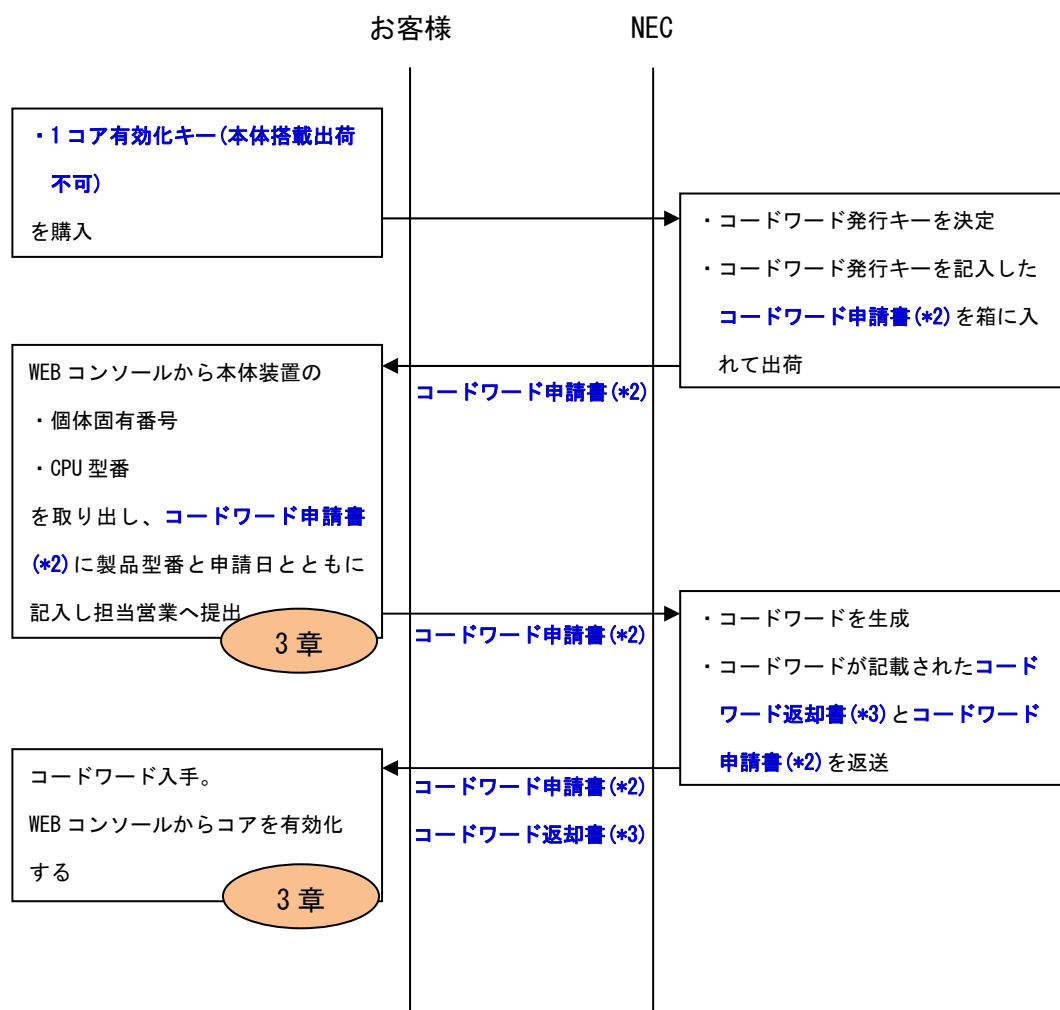 お客様
NEC
・1コア有効化キー(本体搭載出荷
不可)
を購入
・コードワード発行キーを決定
・コードワード発行キーを記入した
コードワード申請書(*2)を箱に入
れて出荷
コードワード申請書(*2)
WEBコンソールから本体装置の
・個体固有番号
・CPU型番
を取り出し、コードワード申請書
(*2)に製品型番と申請日とともに
記入し担当営業へ提出
3章
コードワード申請書(*2)
・コードワードを生成
・コードワードが記載されたコード
ワード返却書(*3)とコードワード
申請書(*2)を返送
コードワード申請書(*2)
コードワード返却書(*3)
コードワード入手。
WEBコンソールからコアを有効化
する
3章